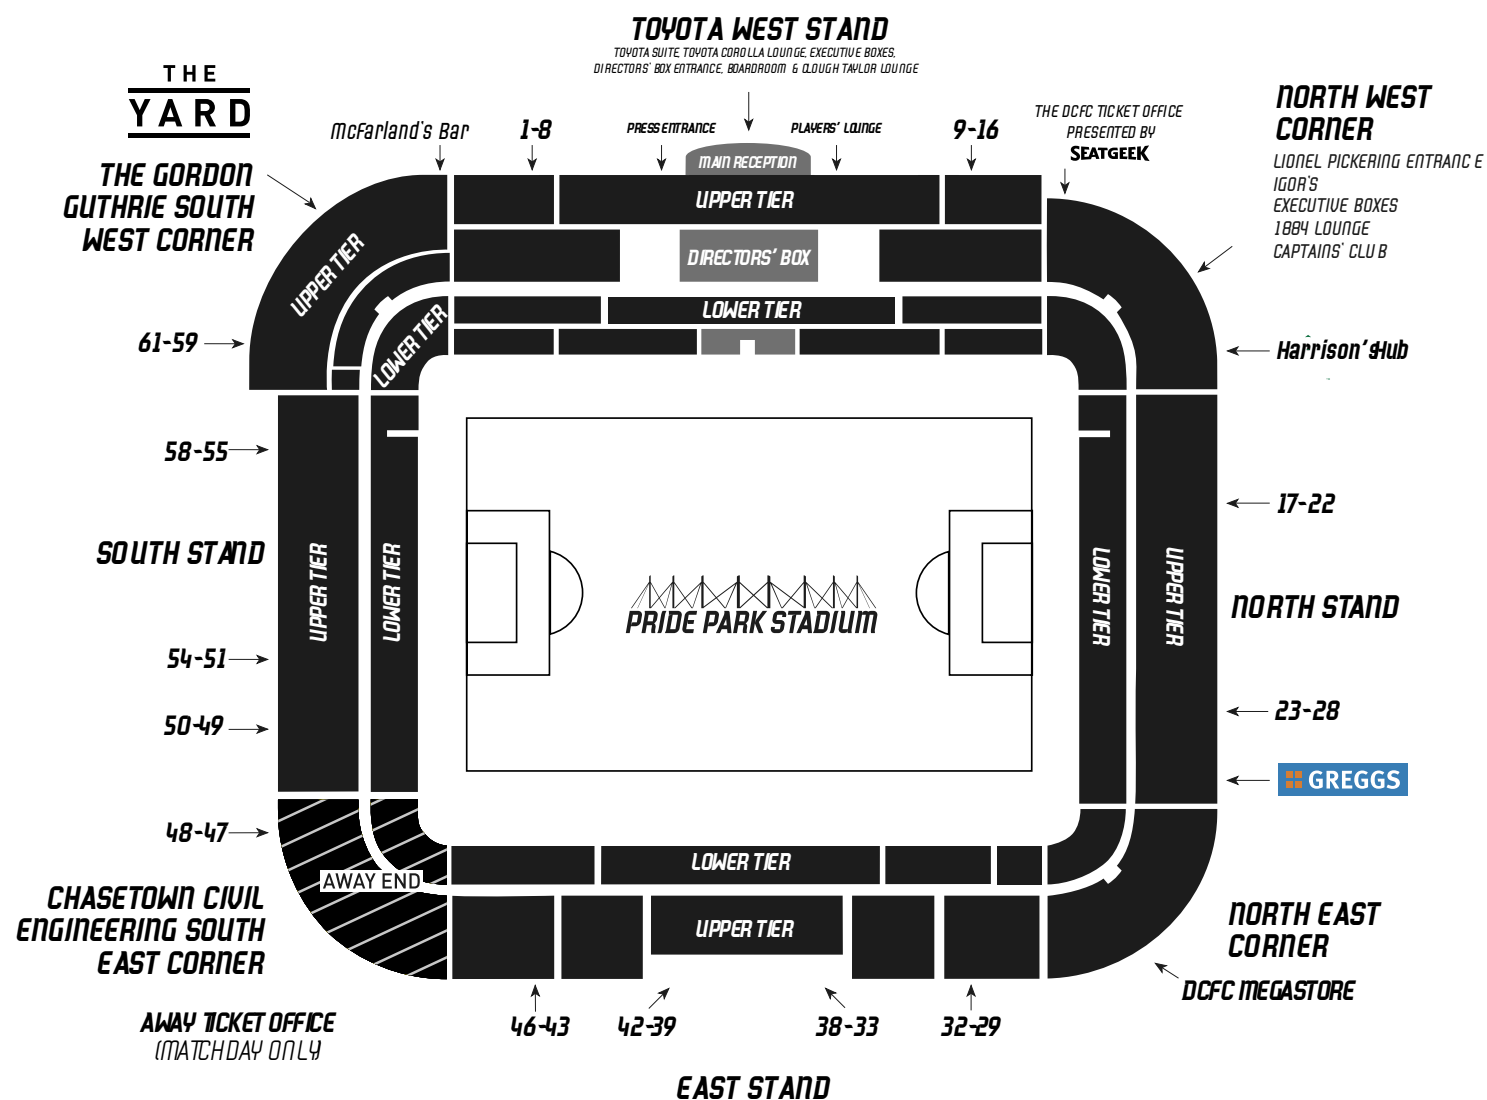 TOYOTA WEST STAND
TOYOTA SUITE, TOYOTA COROLLA LOUNGE, EXECUTIVE BOXES,
DIRECTORS' BOX ENTRANCE, BOARDROOM & CLOUGH TAYLOR LOUNGE
THE
YARD
THE GORDON
GUTHRIE SOUTH
WEST CORNER
McFarland's Bar
1-8
PRESS ENTRANCE
PLAYERS' LOUNGE
9-16
THE DCFC TICKET OFFICE
PRESENTED BY
SEATGEEK
NORTH WEST
CORNER
LIONEL PICKERING ENTRANCE
IGOR'S
EXECUTIVE BOXES
1884 LOUNGE
CAPTAINS' CLUB
MAIN RECEPTION
UPPER TIER
DIRECTORS' BOX
LOWER TIER
UPPER TIER
LOWER TIER
61-59
Harrison's Hub
58-55
17-22
SOUTH STAND
UPPER TIER
LOWER TIER
PRIDE PARK STADIUM
LOWER TIER
UPPER TIER
NORTH STAND
54-51
50-49
23-28
GREGGS
48-47
AWAY END
LOWER TIER
UPPER TIER
CHASETOWN CIVIL
ENGINEERING SOUTH
EAST CORNER
NORTH EAST
CORNER
DCFC MEGASTORE
AWAY TICKET OFFICE
(MATCHDAY ONLY)
46-43
42-39
38-33
32-29
EAST STAND